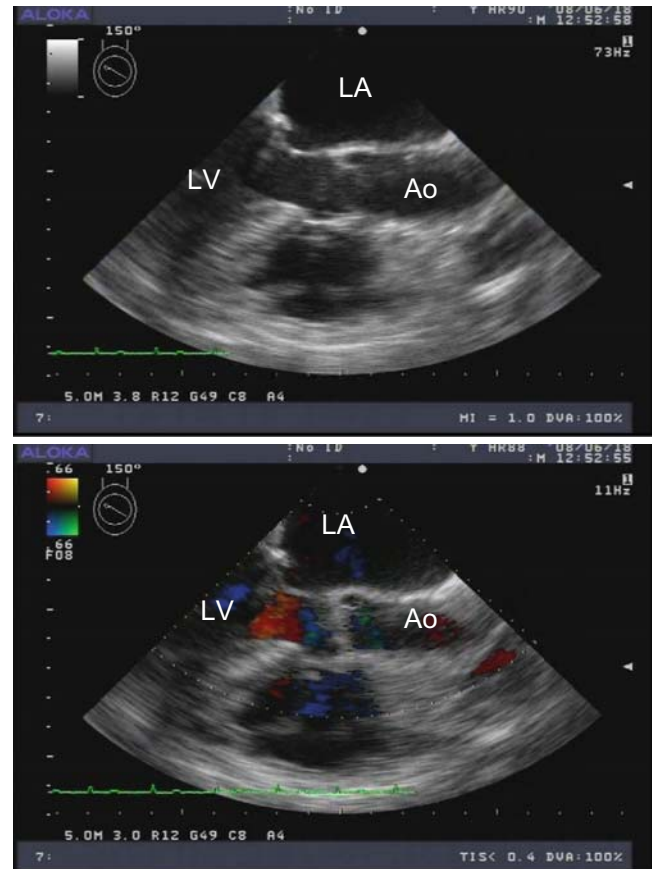 ALOKA :No ID : Y HR90 '08/06/18
: :M 12:52:58
150°
1
73Hz
LA
LV
Ao
5.0M 3.8 R12 G49 C8 A4
7: MI = 1.0 DVA:100%
ALOKA :No ID : Y HR88 '08/06/18
: :M 12:52:55
.66 150°
1
11Hz
.66
F08
LA
LV
Ao
5.0M 3.0 R12 G49 C8 A4
7: TIS< 0.4 DVA:100%